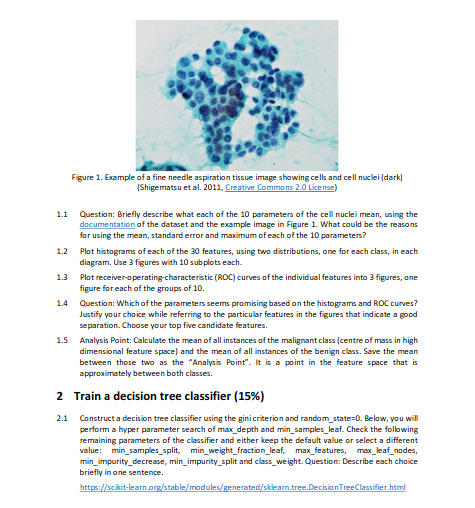 Figure 1. Example of a fine needle aspiration tissue image showing cells and cell nuclei (dark)
(Shigematsu et al. 2011, Creative Commons 2.0 License)
1.1 Question: Briefly describe what each of the 10 parameters of the cell nuclei mean, using the
documentation of the dataset and the example image in Figure 1. What could be the reasons
for using the mean, standard error and maximum of each of the 10 parameters?
1.2 Plot histograms of each of the 30 features, using two distributions, one for each class, in each
diagram. Use 3 figures with 10 subplots each.
1.3 Plot receiver-operating-characteristic (ROC) curves of the individual features into 3 figures, one
figure for each of the groups of 10.
1.4 Question: Which of the parameters seems promising based on the histograms and ROC curves?
Justify your choice while referring to the particular features in the figures that indicate a good
separation. Choose your top five candidate features.
1.5 Analysis Point: Calculate the mean of all instances of the malignant class (centre of mass in high
dimensional feature space) and the mean of all instances of the benign class. Save the mean
between those two as the "Analysis Point". It is a point in the feature space that is
approximately between both classes.
2 Train a decision tree classifier (15%)
2.1 Construct a decision tree classifier using the gini criterion and random_state=0. Below, you will
perform a hyper parameter search of max_depth and min_samples_leaf. Check the following
remaining parameters of the classifier and either keep the default value or select a different
value: min_samples_split, min_weight_fraction_leaf, max_features, max_leaf_nodes,
min_impurity_decrease, min_impurity_split and class_weight. Question: Describe each choice
briefly in one sentence.
https://scikit-learn.org/stable/modules/generated/sklearn.tree.DecisionTreeClassifier.html